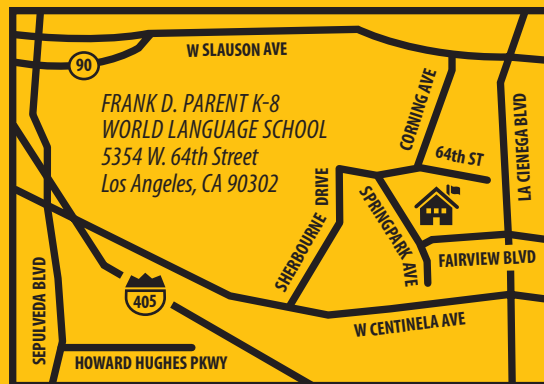 W SLAUSON AVE
90
FRANK D. PARENT K-8
WORLD LANGUAGE SCHOOL
5354 W. 64th Street
Los Angeles, CA 90302
CORNING AVE
64th ST
LA CIENEGA BLVD
SHERBOURNE DRIVE
SPRINGPARK AVE
FAIRVIEW BLVD
405
W CENTINELA AVE
SEPULVEDA BLVD
HOWARD HUGHES PKWY